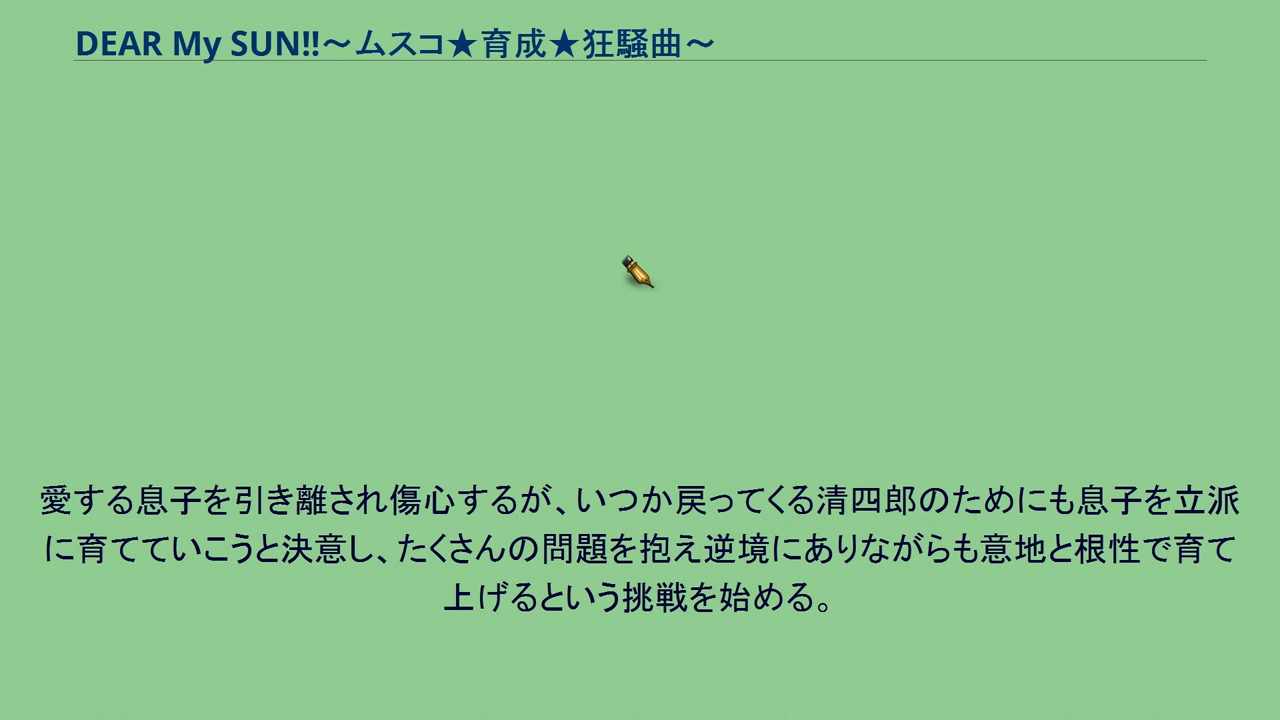 DEAR My SUN!!～ムスコ★育成★狂騒曲～
愛する息子を引き離され傷心するが、いつか戻ってくる清四郎のためにも息子を立派
に育てていこうと決意し、たくさんの問題を抱え逆境にありながらも意地と根性で育て
上げるという挑戦を始める。